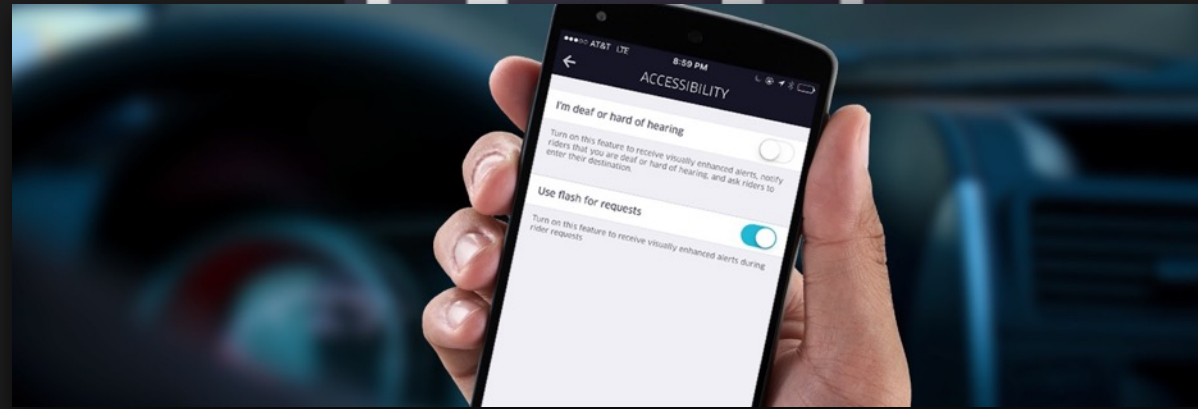 AT&T LTE
8:59 PM
ACCESSIBILITY
I'm deaf or hard of hearing
Turn on this feature to receive visually enhanced alerts, notify
riders that you are deaf or hard of hearing, and ask riders to
enter their destination.
Use flash for requests
Turn on this feature to receive visually enhanced alerts during
rider requests